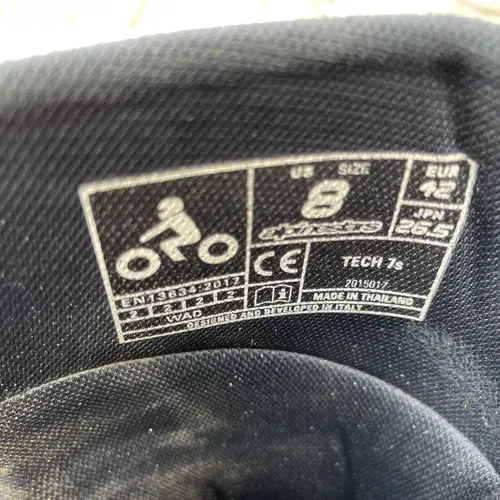 US SIZE
8
alpinestars
EUR
42
JPN
26.5
EN13634:2017
2 2 2 2
WAD
CE
TECH 7s
2015017
MADE IN THAILAND
DESIGNED AND DEVELOPED IN ITALY